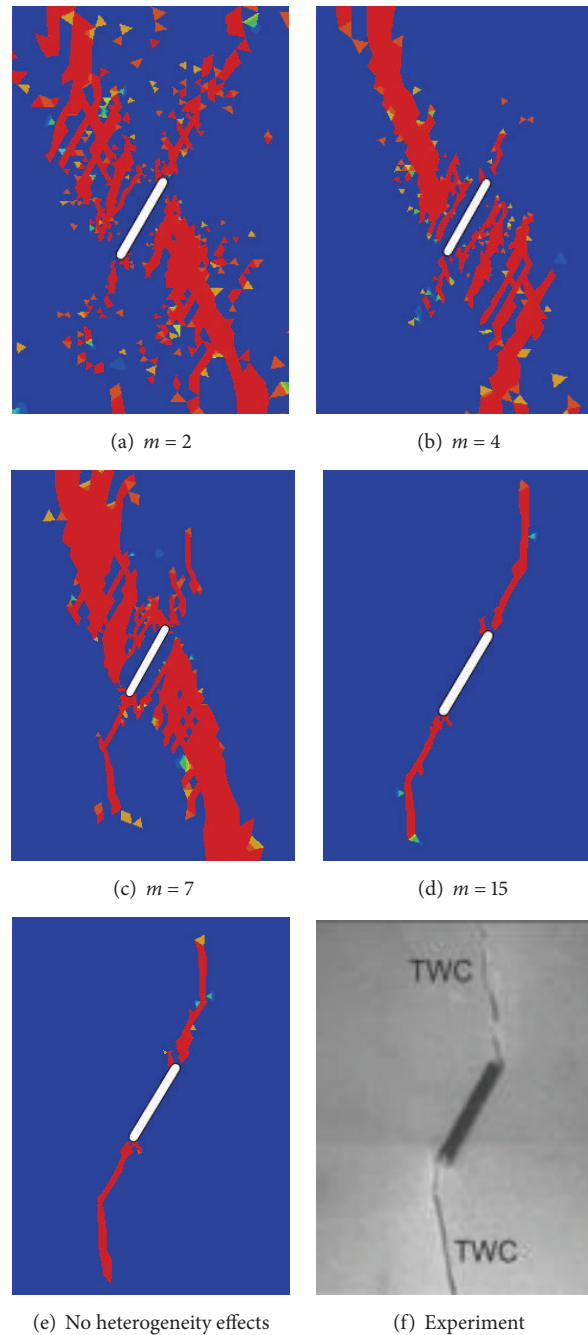 (a) m = 2
(b) m = 4
(c) m = 7
(d) m = 15
TWC
TWC
(e) No heterogeneity effects
(f) Experiment